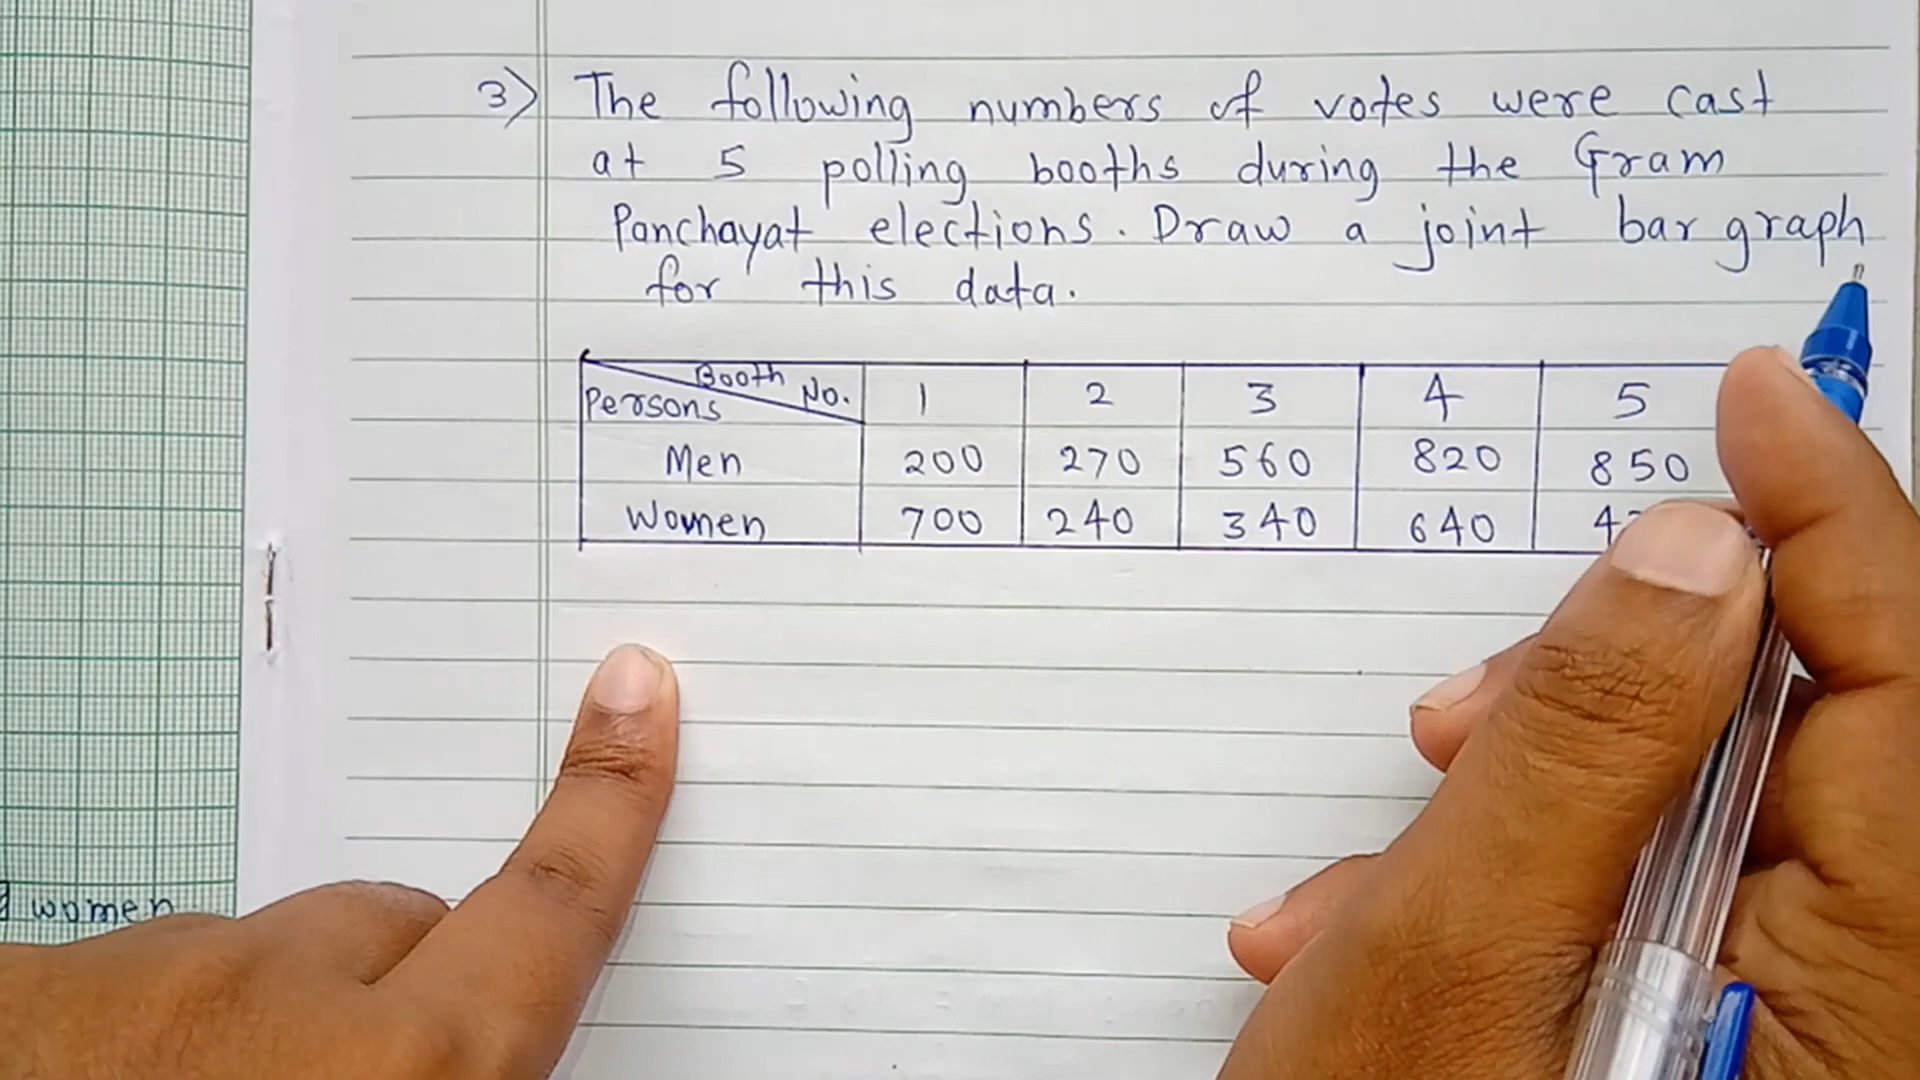 3) The following numbers of votes were cast
at 5 polling booths during the Gram
Panchayat elections. Draw a joint bar graph
for this data.
Booth No. 1 2 3 4 5
Persons
Men 200 270 560 820 850
Women 700 240 340 640
women